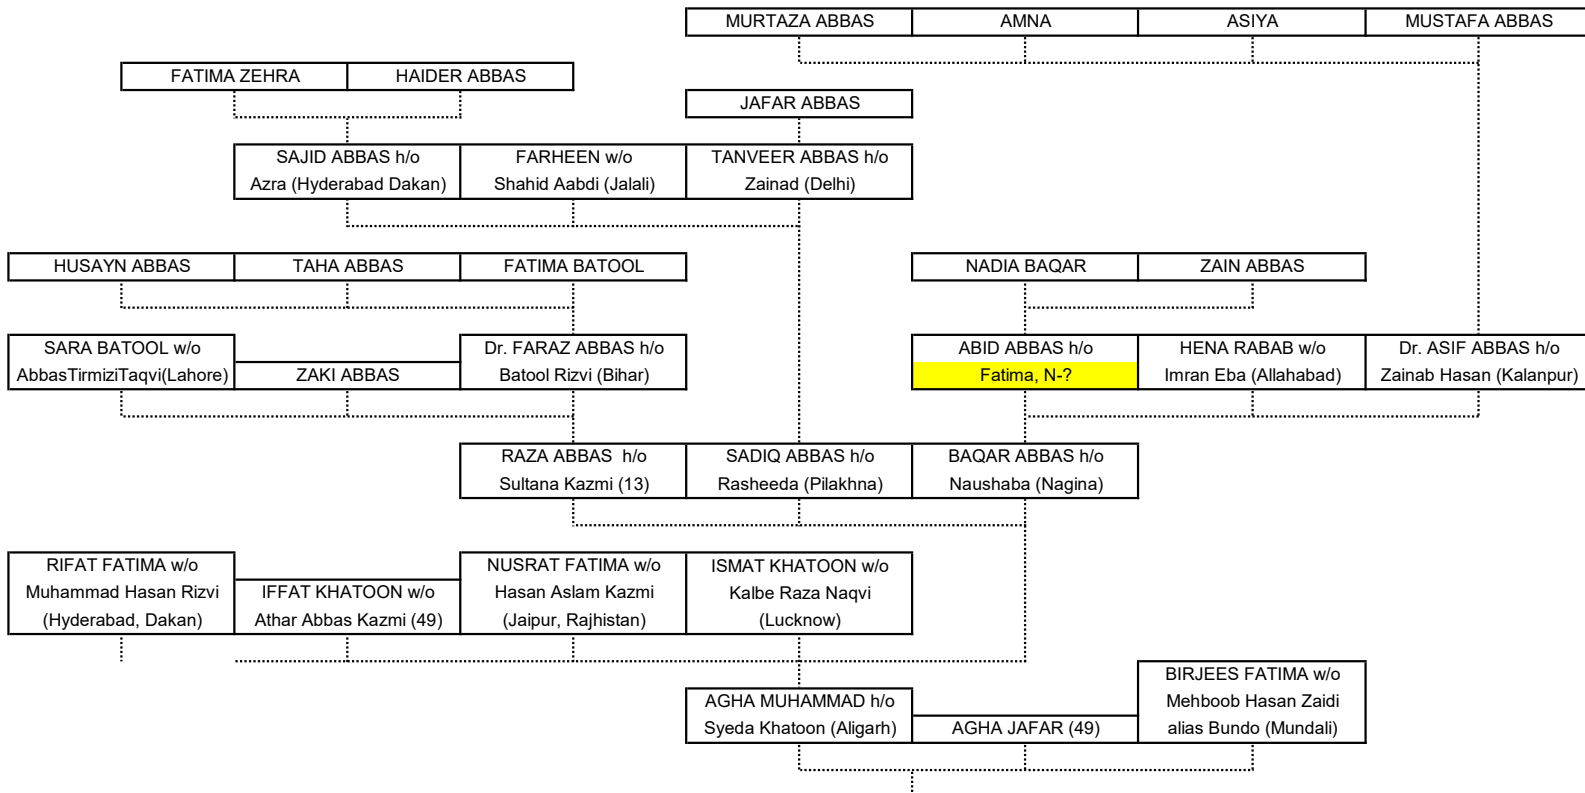 MURTAZA ABBAS
AMNA
ASIYA
MUSTAFA ABBAS
FATIMA ZEHRA
HAIDER ABBAS
JAFAR ABBAS
SAJID ABBAS h/o
Azra (Hyderabad Dakan)
FARHEEN w/o
Shahid Aabdi (Jalali)
TANVEER ABBAS h/o
Zainad (Delhi)
HUSAYN ABBAS
TAHA ABBAS
FATIMA BATOOL
NADIA BAQAR
ZAIN ABBAS
SARA BATOOL w/o
AbbasTirmiziTaqvi(Lahore)
ZAKI ABBAS
Dr. FARAZ ABBAS h/o
Batool Rizvi (Bihar)
ABID ABBAS h/o
Fatima, N-?
HENA RABAB w/o
Imran Eba (Allahabad)
Dr. ASIF ABBAS h/o
Zainab Hasan (Kalanpur)
RAZA ABBAS h/o
Sultana Kazmi (13)
SADIQ ABBAS h/o
Rasheeda (Pilakhna)
BAQAR ABBAS h/o
Naushaba (Nagina)
RIFAT FATIMA w/o
Muhammad Hasan Rizvi
(Hyderabad, Dakan)
IFFAT KHATOON w/o
Athar Abbas Kazmi (49)
NUSRAT FATIMA w/o
Hasan Aslam Kazmi
(Jaipur, Rajhistan)
ISMAT KHATOON w/o
Kalbe Raza Naqvi
(Lucknow)
AGHA MUHAMMAD h/o
Syeda Khatoon (Aligarh)
AGHA JAFAR (49)
BIRJEES FATIMA w/o
Mehboob Hasan Zaidi
alias Bundo (Mundali)